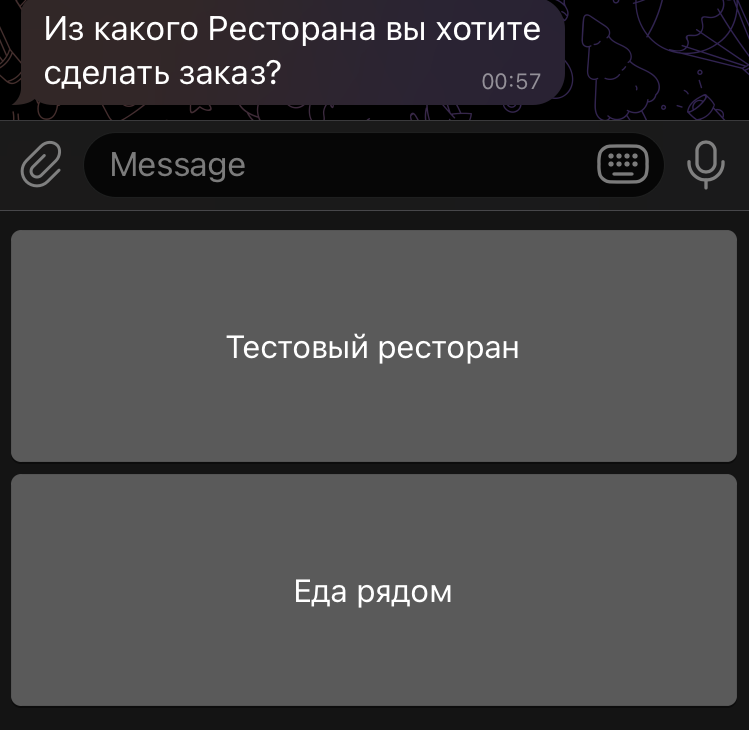 Из какого Ресторана вы хотите
сделать заказ?
00:57
Message
Тестовый ресторан
Еда рядом